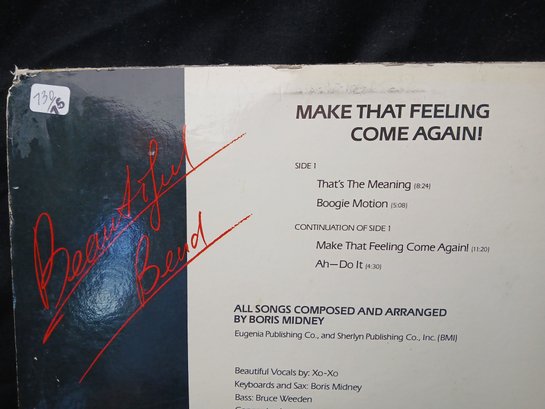 739
AS
Beautiful
Bend
MAKE THAT FEELING
COME AGAIN!
SIDE 1
That's The Meaning (8:24)
Boogie Motion (5:08)
CONTINUATION OF SIDE 1
Make That Feeling Come Again! (11:20)
Ah—Do It (4:30)
ALL SONGS COMPOSED AND ARRANGED
BY BORIS MIDNEY
Eugenia Publishing Co., and Sherlyn Publishing Co., Inc. (BMI)
Beautiful Vocals by: Xo-Xo
Keyboards and Sax: Boris Midney
Bass: Bruce Weeden